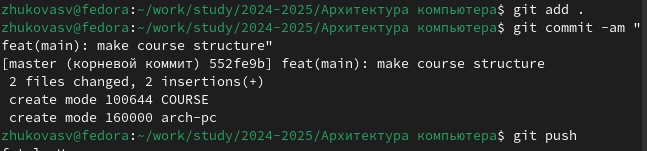 zhukovasv@fedora:~/work/study/2024-2025/Архитектура компьютера$ git add .
zhukovasv@fedora:~/work/study/2024-2025/Архитектура компьютера$ git commit -am "
feat(main): make course structure"
[master (корневой коммит) 552fe9b] feat(main): make course structure
 2 files changed, 2 insertions(+)
 create mode 100644 COURSE
 create mode 160000 arch-pc
zhukovasv@fedora:~/work/study/2024-2025/Архитектура компьютера$ git push